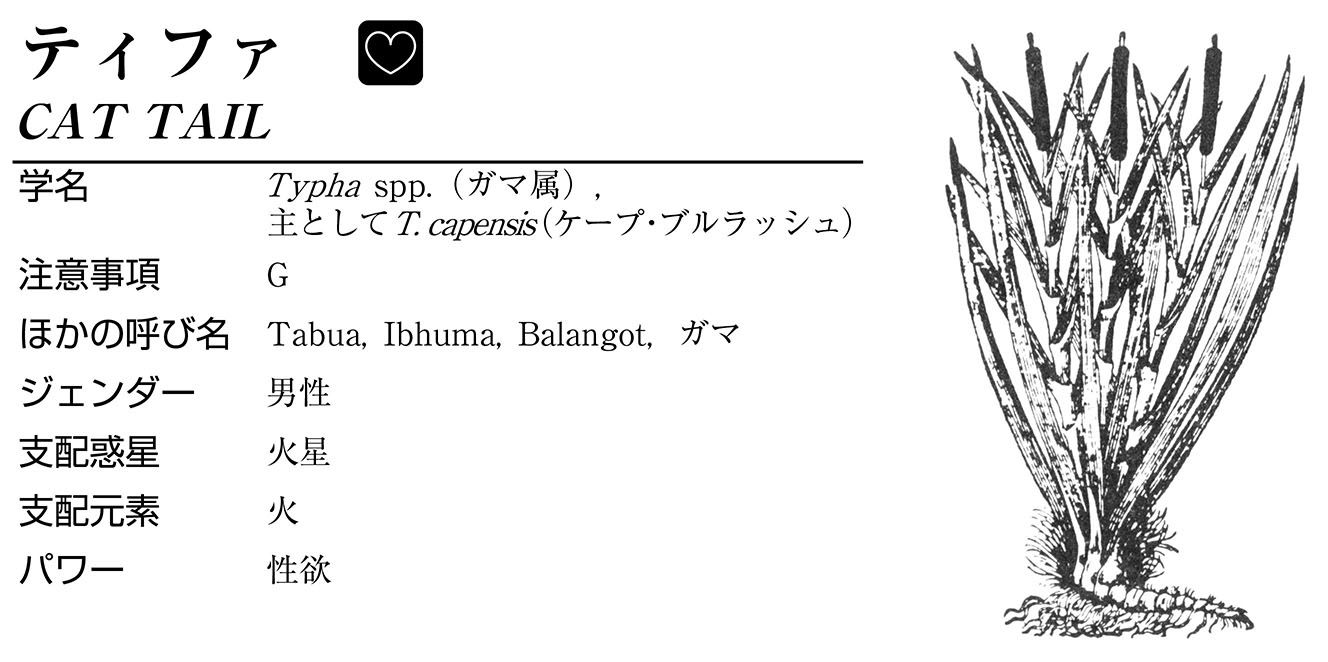 ティファ
CAT TAIL
学名 Typha spp.（ガマ属）,
主として T. capensis（ケープ・ブルラッシュ）
注意事項 G
ほかの呼び名 Tabua, Ibhuma, Balangot, ガマ
ジェンダー 男性
支配惑星 火星
支配元素 火
パワー 性欲